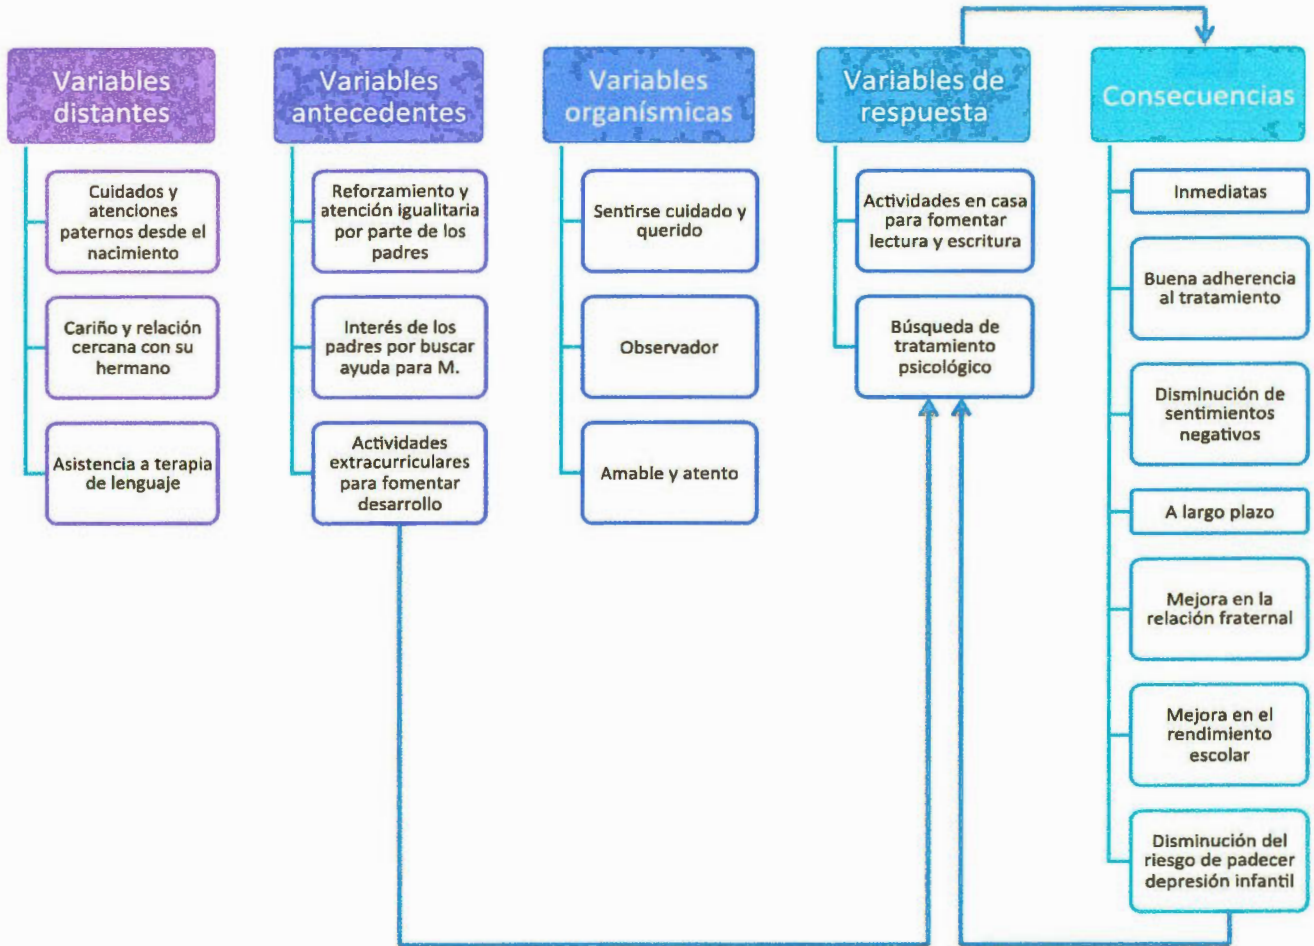 Variables
distantes
Cuidados y
atenciones
paternos desde el
nacimiento
Cariño y relación
cercana con su
hermano
Asistencia a terapia
de lenguaje
Variables
antecedentes
Reforzamiento y
atención igualitaria
por parte de los
padres
Interés de los
padres por buscar
ayuda para M.
Actividades
extracurriculares
para fomentar
desarrollo
Variables
organísmicas
Sentirse cuidado y
querido
Observador
Amable y atento
Variables de
respuesta
Actividades en casa
para fomentar
lectura y escritura
Búsqueda de
tratamiento
psicológico
Consecuencias
Inmediatas
Buena adherencia
al tratamiento
Disminución de
sentimientos
negativos
A largo plazo
Mejora en la
relación fraternal
Mejora en el
rendimiento
escolar
Disminución del
riesgo de padecer
depresión infantil